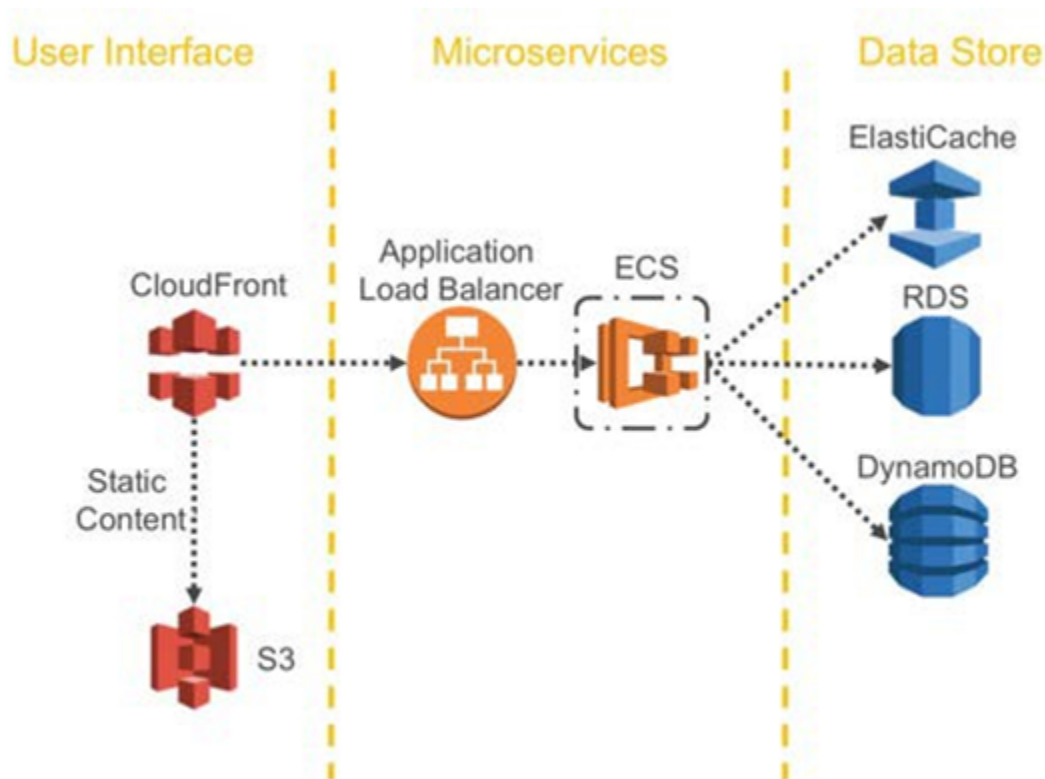 User Interface
Microservices
Data Store
ElastiCache
Application
Load Balancer
ECS
CloudFront
RDS
Static
Content
DynamoDB
S3